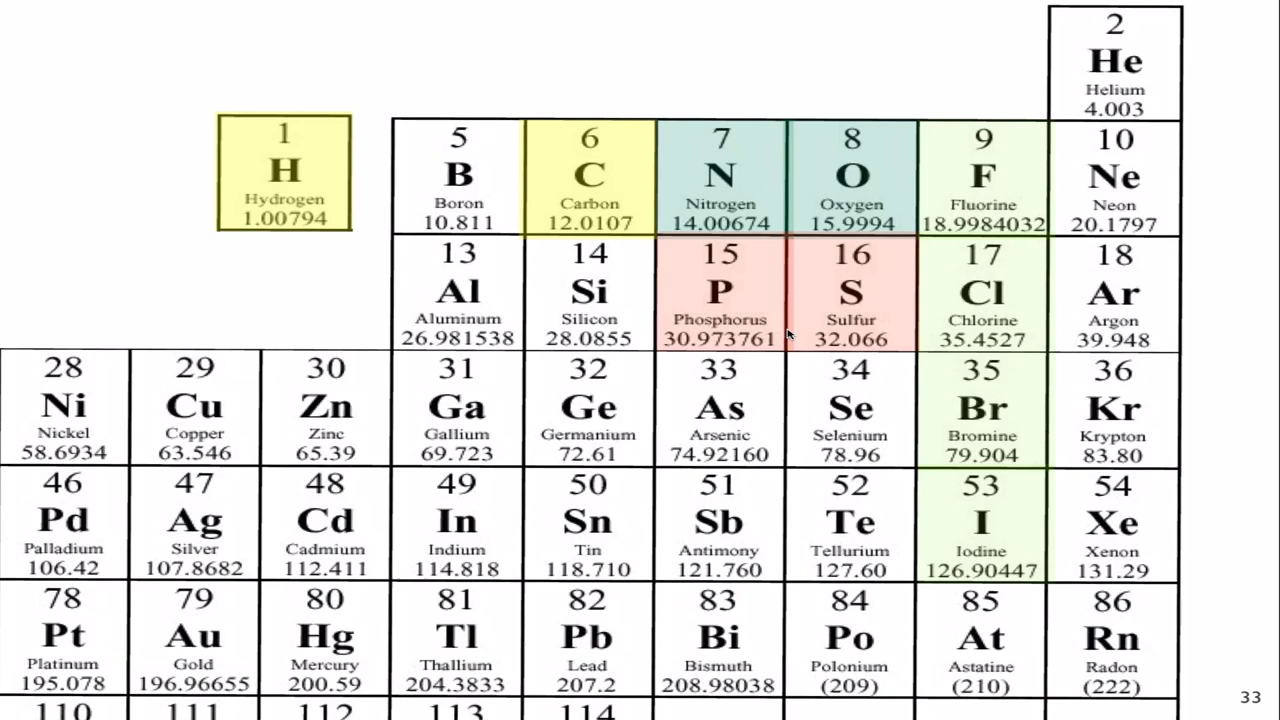 2
He
Helium
4.003
1
H
Hydrogen
1.00794
5
B
Boron
10.811
6
C
Carbon
12.0107
7
N
Nitrogen
14.00674
8
O
Oxygen
15.9994
9
F
Fluorine
18.9984032
10
Ne
Neon
20.1797
13
Al
Aluminum
26.981538
14
Si
Silicon
28.0855
15
P
Phosphorus
30.973761
16
S
Sulfur
32.066
17
Cl
Chlorine
35.4527
18
Ar
Argon
39.948
28
Ni
Nickel
58.6934
29
Cu
Copper
63.546
30
Zn
Zinc
65.39
31
Ga
Gallium
69.723
32
Ge
Germanium
72.61
33
As
Arsenic
74.92160
34
Se
Selenium
78.96
35
Br
Bromine
79.904
36
Kr
Krypton
83.80
46
Pd
Palladium
106.42
47
Ag
Silver
107.8682
48
Cd
Cadmium
112.411
49
In
Indium
114.818
50
Sn
Tin
118.710
51
Sb
Antimony
121.760
52
Te
Tellurium
127.60
53
I
Iodine
126.90447
54
Xe
Xenon
131.29
78
Pt
Platinum
195.078
79
Au
Gold
196.96655
80
Hg
Mercury
200.59
81
Tl
Thallium
204.3833
82
Pb
Lead
207.2
83
Bi
Bismuth
208.98038
84
Po
Polonium
(209)
85
At
Astatine
(210)
86
Rn
Radon
(222)
110
111
112
113
114
33